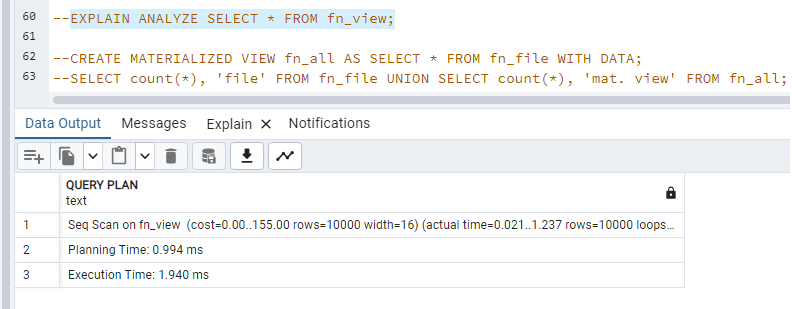 60 --EXPLAIN ANALYZE SELECT * FROM fn_view;
61
62 --CREATE MATERIALIZED VIEW fn_all AS SELECT * FROM fn_file WITH DATA;
63 --SELECT count(*), 'file' FROM fn_file UNION SELECT count(*), 'mat. view' FROM fn_all;
Data Output Messages Explain Notifications
QUERY PLAN
text
1 Seq Scan on fn_view (cost=0.00..155.00 rows=10000 width=16) (actual time=0.021..1.237 rows=10000 loops...
2 Planning Time: 0.994 ms
3 Execution Time: 1.940 ms